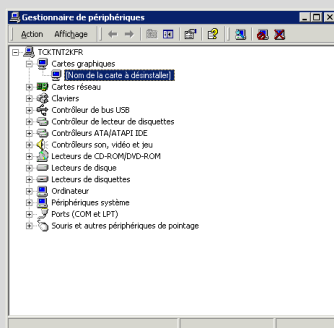 Gestionnaire de périphériques
Action Affichage
TCKTNT2KFR
Cartes graphiques
[Nom de la carte à désinstaller]
Cartes réseau
Claviers
Contrôleur de bus USB
Contrôleur de lecteur de disquettes
Contrôleurs ATA/ATAPI IDE
Contrôleurs son, vidéo et jeu
Lecteurs de CD-ROM/DVD-ROM
Lecteurs de disque
Lecteurs de disquettes
Ordinateur
Périphériques système
Ports (COM et LPT)
Souris et autres périphériques de pointage